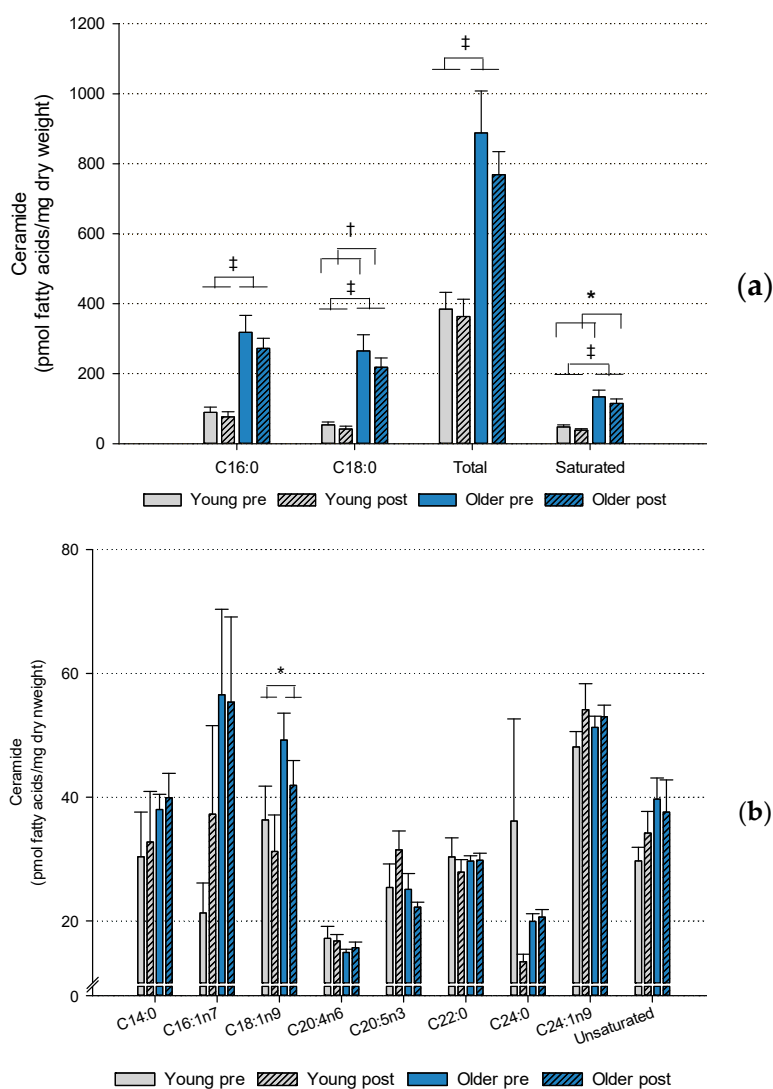 1200
1000
800
600
400
200
0
Ceramide
(pmol fatty acids/mg dry weight)
‡
‡
†
‡
*
‡
(a)
C16:0 C18:0 Total Saturated
Young pre Young post Older pre Older post
80
60
40
20
0
Ceramide
(pmol fatty acids/mg dry nweight)
*
(b)
C14:0 C16:1n7 C18:1n9 C20:4n6 C20:5n3 C22:0 C24:0 C24:1n9 Unsaturated
Young pre Young post Older pre Older post